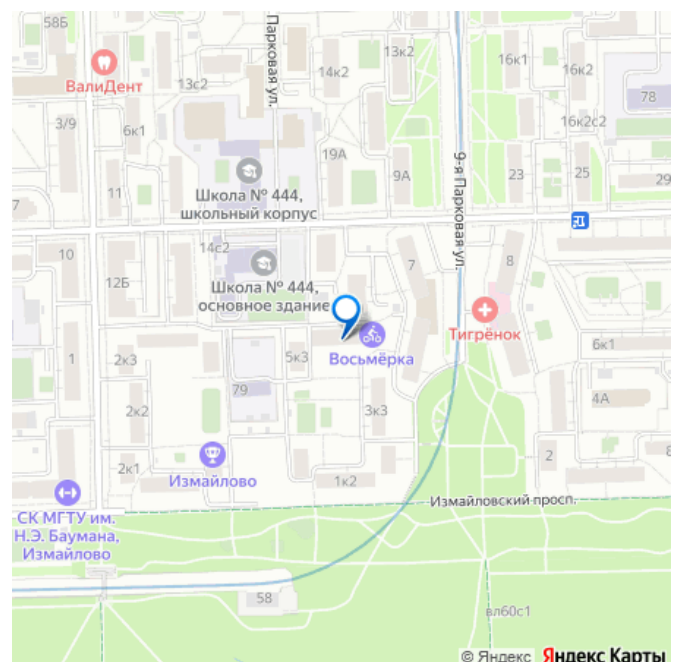 58Б
ВалиДент
3/9
13с2
Парковая ул.
14к2
13к2
16к1
16к2
78
16к2с2
6к1
19А
9А
9-я Парковая ул.
23
25
29
11
Школа № 444,
школьный корпус
7
10
12Б
14с2
Школа № 444,
основное здание
7
8
Тигрёнок
6к1
1
2к3
5к3
Восьмёрка
79
2к2
3к3
4А
2к1
Измайлово
1к2
2
8
Измайловский просп.
СК МГТУ им.
Н.Э. Баумана,
Измайлово
58
вл60с1
© Яндекс Яндекс Карты